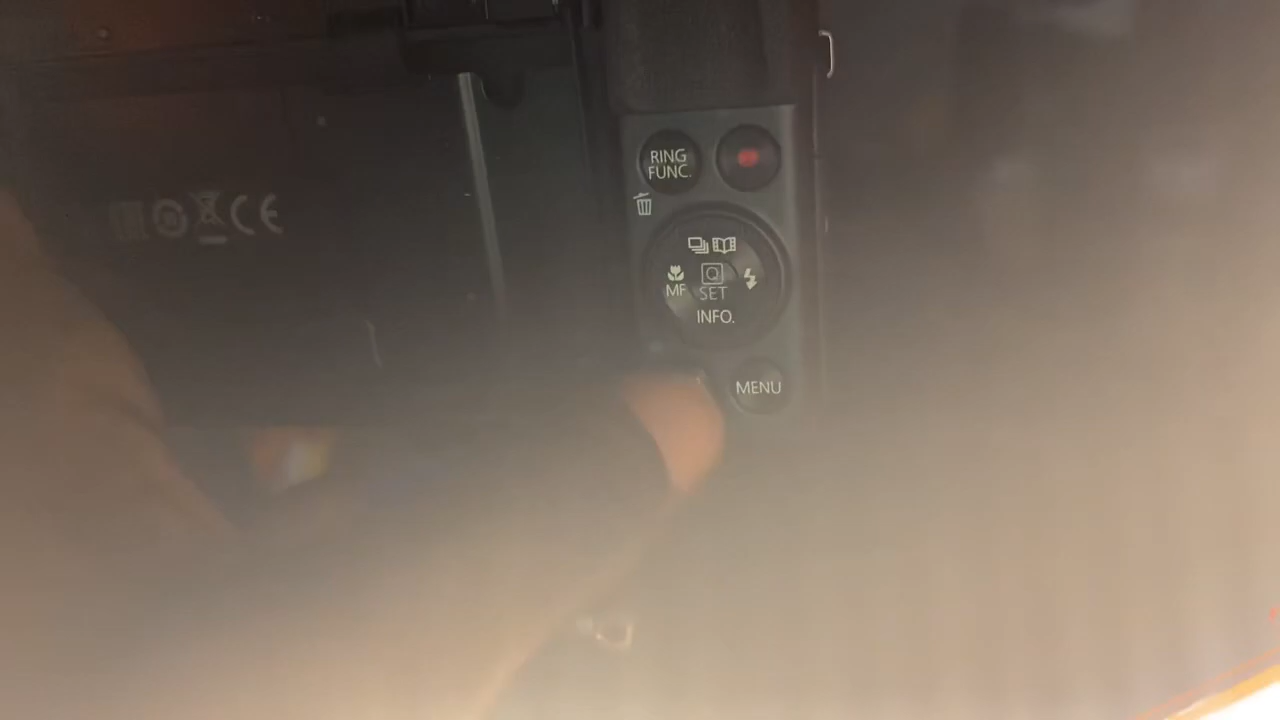 RING
FUNC.
CE
MF
Q
SET
INFO.
MENU